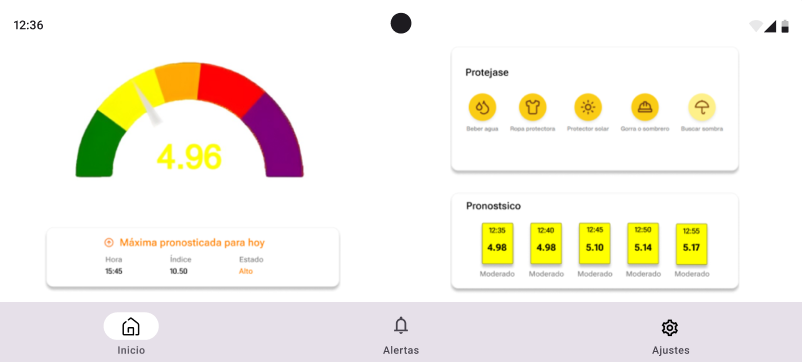 12:36
4.96
Máxima pronosticada para hoy
Hora Índice Estado
15:45 10.50 Alto
Protejase
Beber agua Ropa protectora Protector solar Gorra o sombrero Buscar sombra
Pronostsico
12:35 12:40 12:45 12:50 12:55
4.98 4.98 5.10 5.14 5.17
Moderado Moderado Moderado Moderado Moderado
Inicio Alertas Ajustes